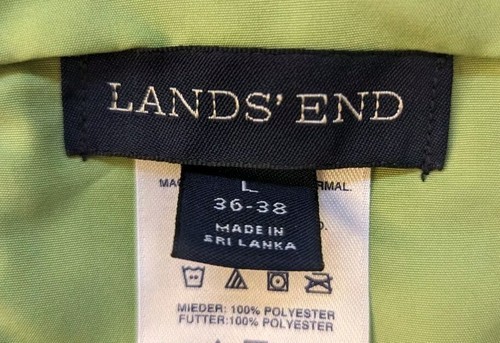 LANDS' END
L
36-38
MADE IN
SRI LANKA
MIEDER: 100% POLYESTER
FUTTER:100% POLYESTER